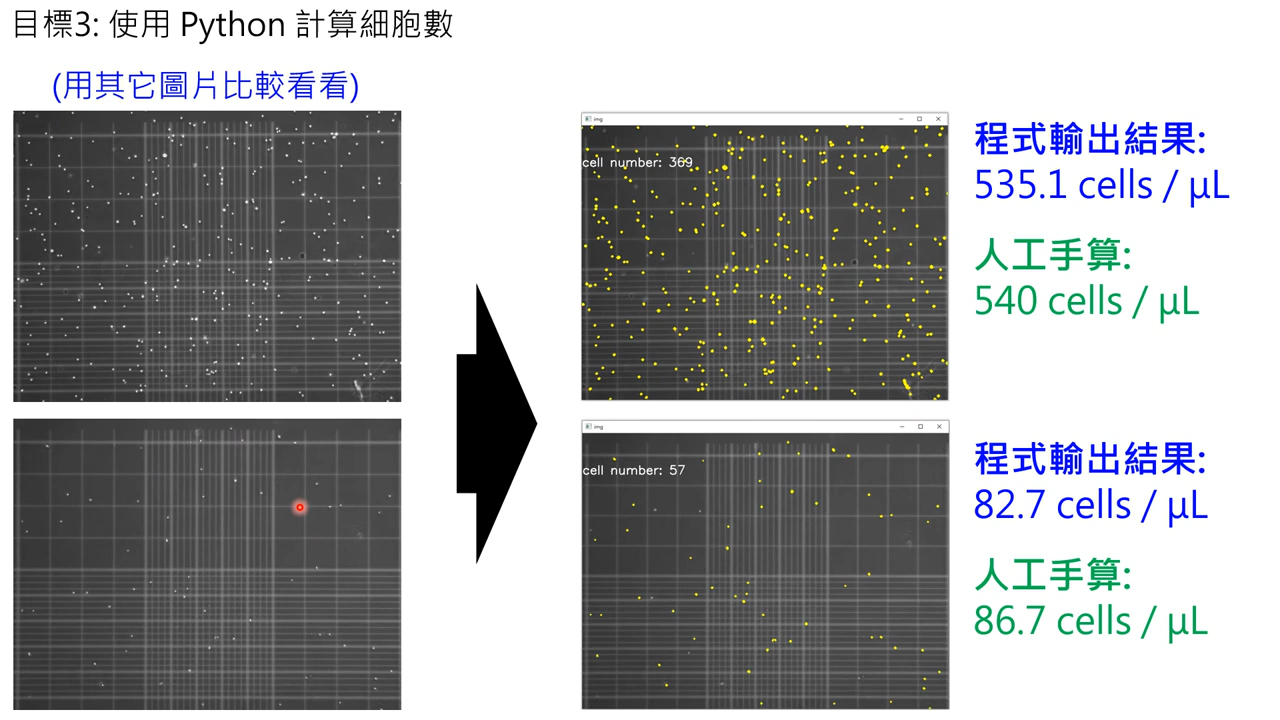 目標3: 使用 Python 計算細胞數
(用其它圖片比較看看)
img
cell number: 369
程式輸出結果:
535.1 cells / μL
人工手算:
540 cells / μL
img
cell number: 57
程式輸出結果:
82.7 cells / μL
人工手算:
86.7 cells / μL